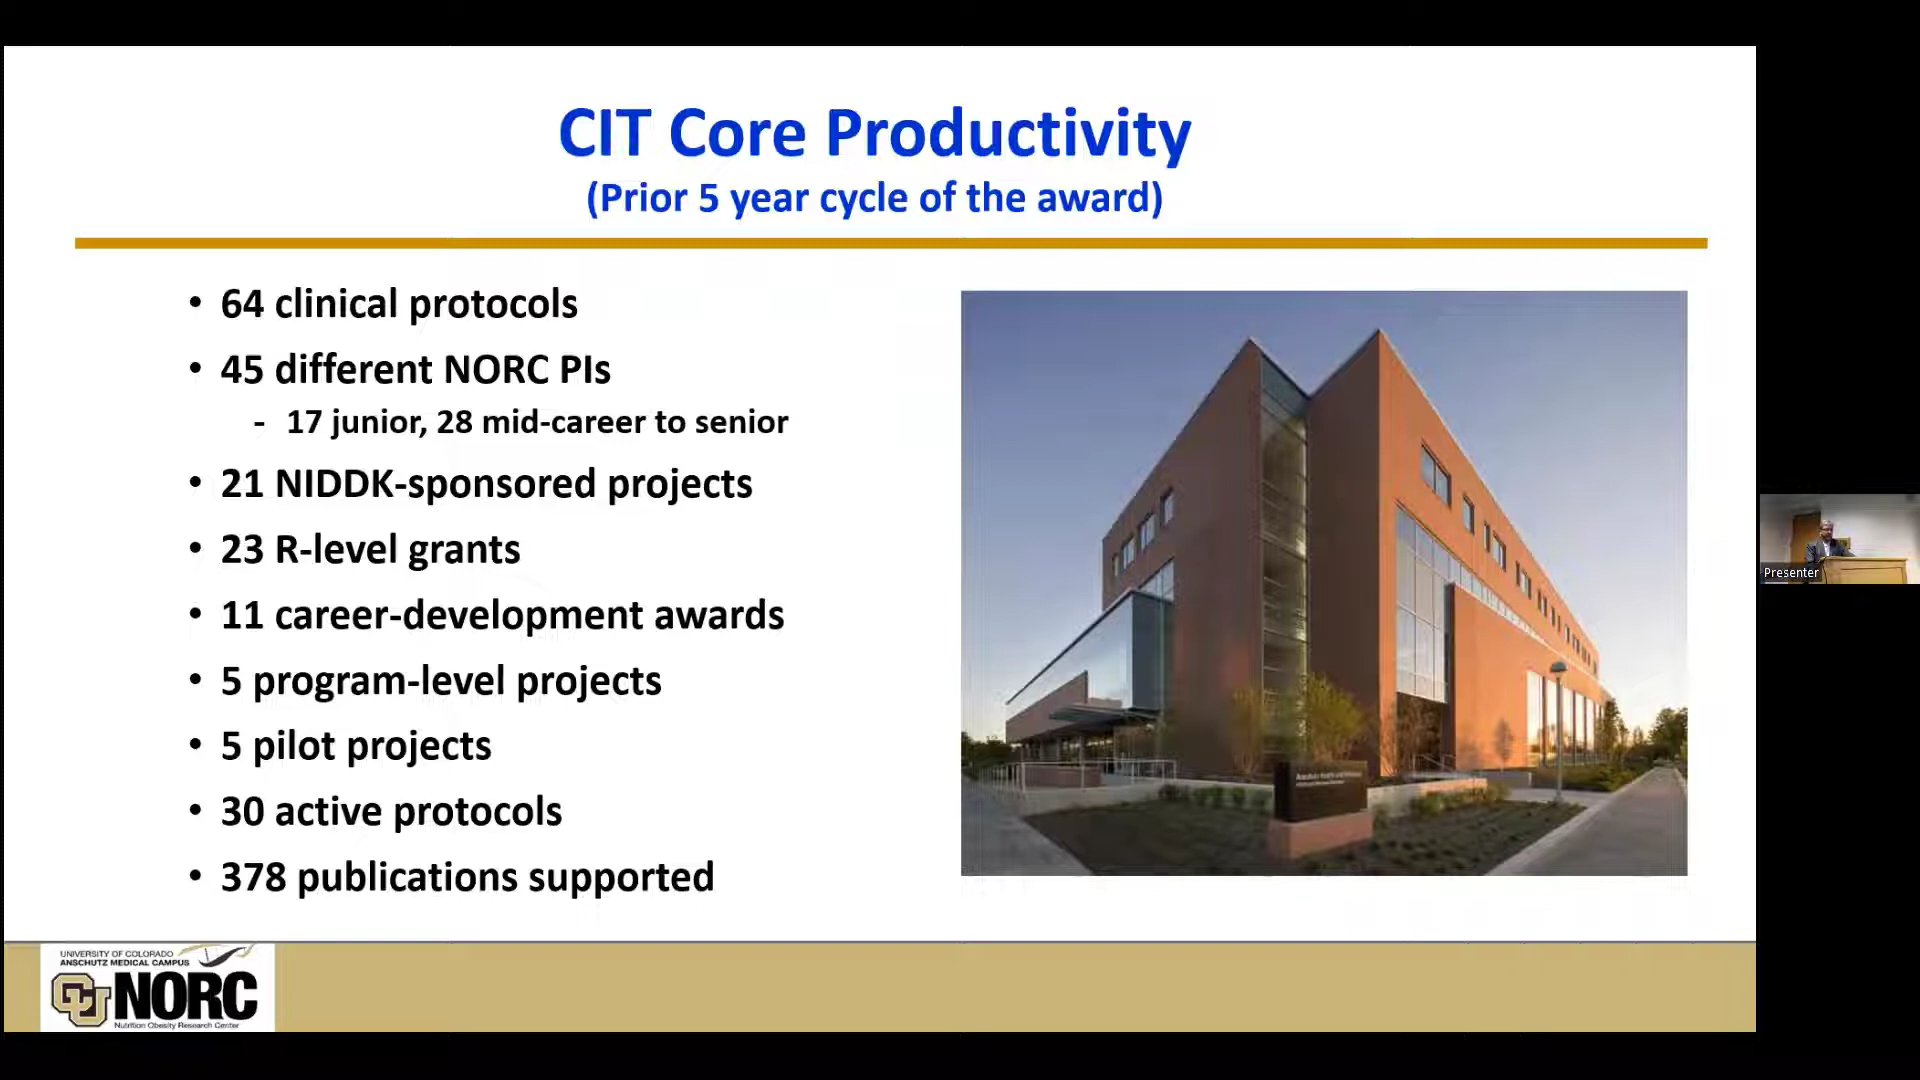 CIT Core Productivity
(Prior 5 year cycle of the award)
• 64 clinical protocols
• 45 different NORC PIs
- 17 junior, 28 mid-career to senior
• 21 NIDDK-sponsored projects
• 23 R-level grants
• 11 career-development awards
• 5 program-level projects
• 5 pilot projects
• 30 active protocols
• 378 publications supported
Presenter
UNIVERSITY OF COLORADO
ANSCHUTZ MEDICAL CAMPUS
CU NORC
Nutrition Obesity Research Center